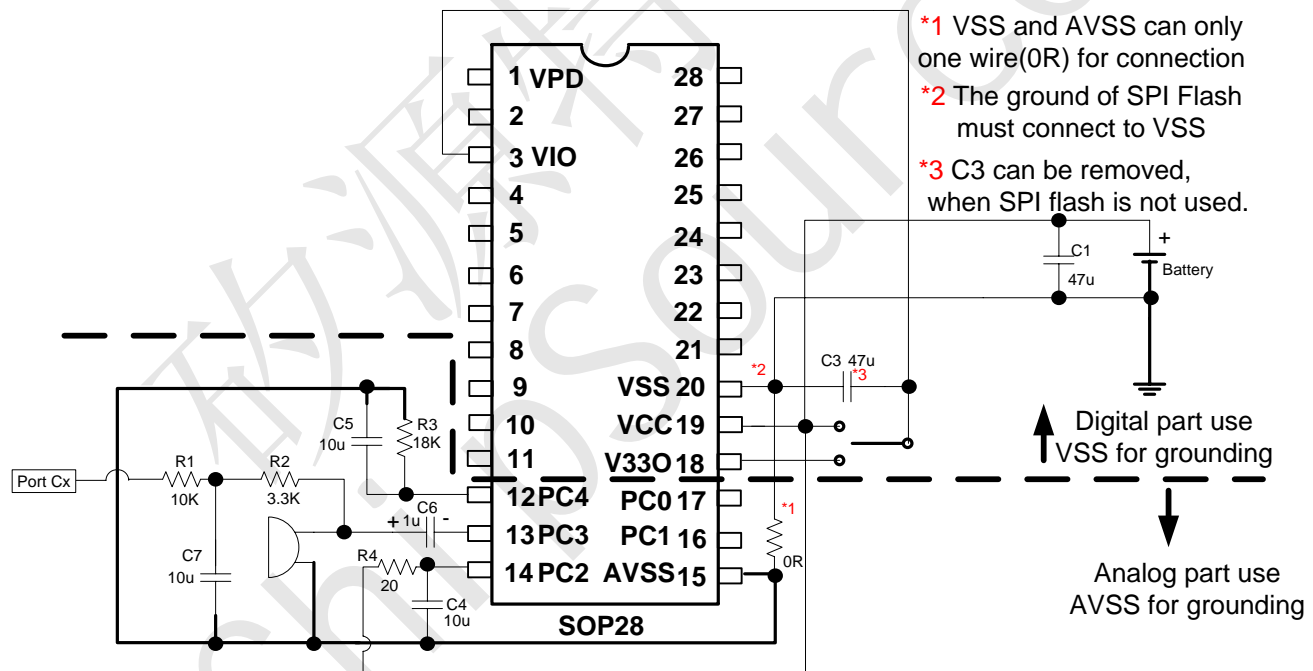 *1 VSS and AVSS can only
one wire(0R) for connection
*2 The ground of SPI Flash
must connect to VSS
*3 C3 can be removed,
when SPI flash is not used.
1 VPD
2
3 VIO
4
5
6
7
8
9
10
11
12 PC4
13 PC3
14 PC2
28
27
26
25
24
23
22
21
VSS 20
VCC 19
V33O 18
PC0 17
PC1 16
AVSS 15
SOP28
C1
47u
+
Battery
*2
C3 47u
*3
*1
0R
Digital part use
VSS for grounding
Analog part use
AVSS for grounding
Port Cx
R1
10K
R2
3.3K
C5
10u
R3
18K
C6
+ 1u -
C7
10u
R4
20
C4
10u
矽源特
ChipSource